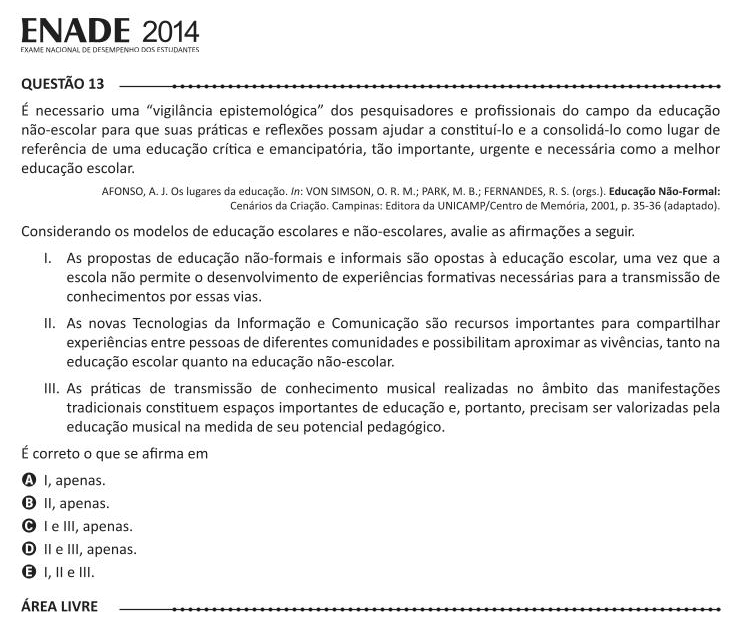 ENADE 2014
EXAME NACIONAL DE DESEMPENHO DOS ESTUDANTES
QUESTÃO 13
É necessario uma “vigilância epistemológica” dos pesquisadores e profissionais do campo da educação
não-escolar para que suas práticas e reflexões possam ajudar a constituí-lo e a consolidá-lo como lugar de
referência de uma educação crítica e emancipatória, tão importante, urgente e necessária como a melhor
educação escolar.
AFONSO, A. J. Os lugares da educação. In: VON SIMSON, O. R. M.; PARK, M. B.; FERNANDES, R. S. (orgs.). Educação Não-Formal:
Cenários da Criação. Campinas: Editora da UNICAMP/Centro de Memória, 2001, p. 35-36 (adaptado).
Considerando os modelos de educação escolares e não-escolares, avalie as afirmações a seguir.
I. As propostas de educação não-formais e informais são opostas à educação escolar, uma vez que a
escola não permite o desenvolvimento de experiências formativas necessárias para a transmissão de
conhecimentos por essas vias.
II. As novas Tecnologias da Informação e Comunicação são recursos importantes para compartilhar
experiências entre pessoas de diferentes comunidades e possibilitam aproximar as vivências, tanto na
educação escolar quanto na educação não-escolar.
III. As práticas de transmissão de conhecimento musical realizadas no âmbito das manifestações
tradicionais constituem espaços importantes de educação e, portanto, precisam ser valorizadas pela
educação musical na medida de seu potencial pedagógico.
É correto o que se afirma em
A I, apenas.
B II, apenas.
C I e III, apenas.
D II e III, apenas.
E I, II e III.
ÁREA LIVRE